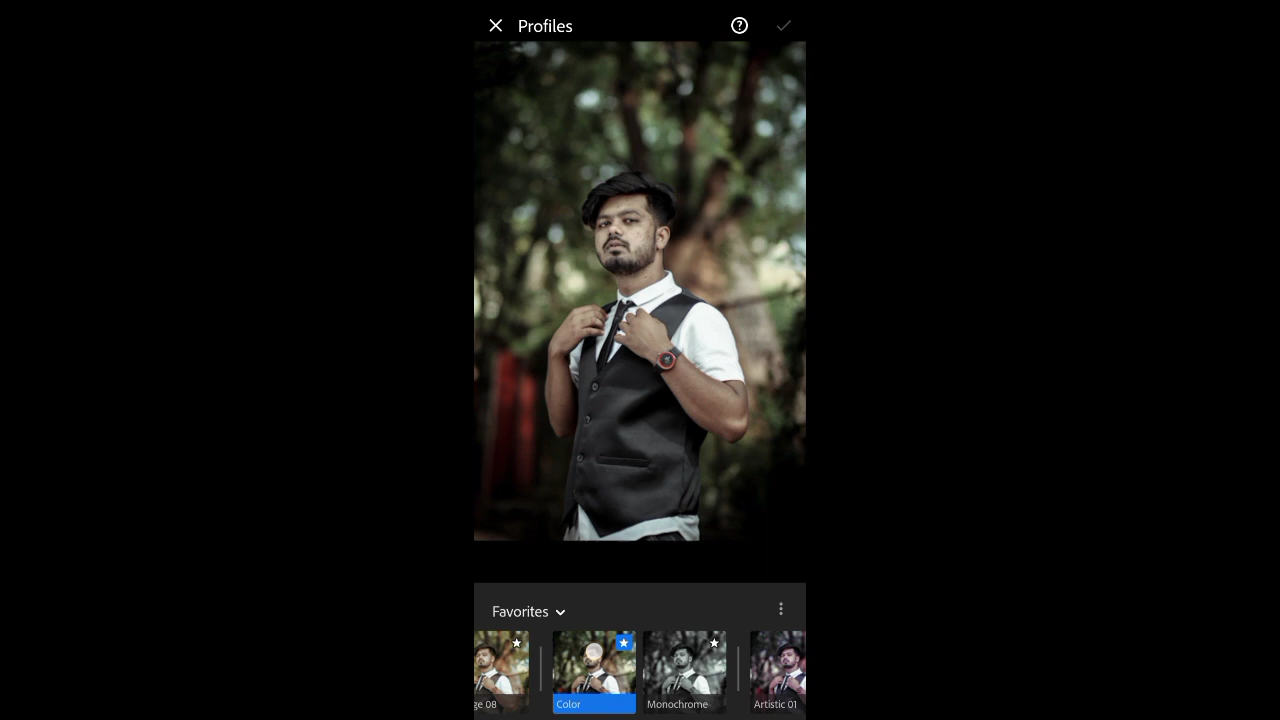 Profiles
Favorites
ge 08
Color
Monochrome
Artistic 01